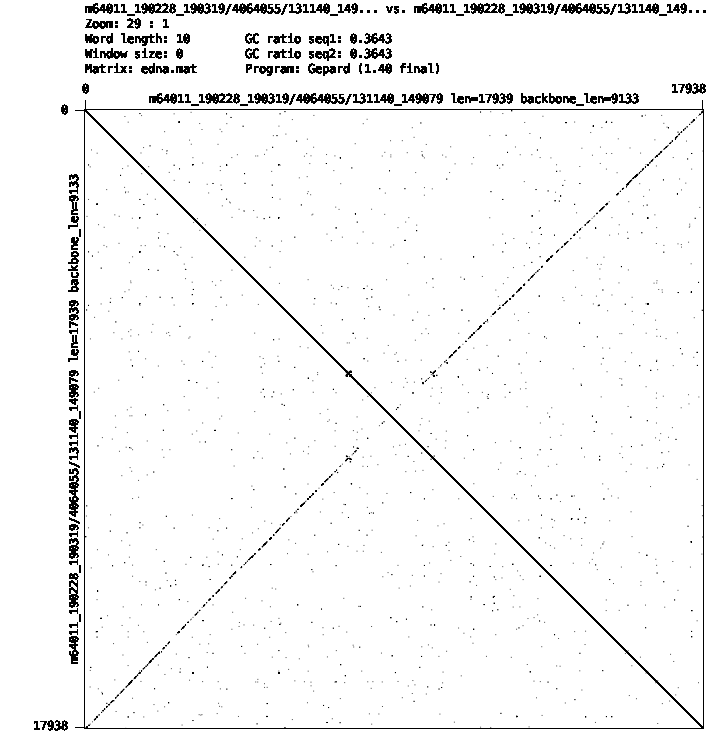 m64011_190228_190319/4064055/131140_149... vs. m64011_190228_190319/4064055/131140_149...
Zoom: 29 : 1
Word length: 10 GC ratio seq1: 0.3643
Window size: 0 GC ratio seq2: 0.3643
Matrix: edna.mat Program: Gepard (1.40 final)
0 17938
m64011_190228_190319/4064055/131140_149079 len=17939 backbone_len=9133
0
m64011_190228_190319/4064055/131140_149079 len=17939 backbone_len=9133
17938